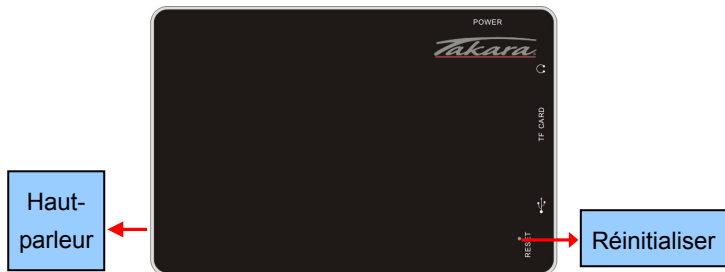 POWER
Takara
TF CARD
RESET
Haut-
parleur
Réinitialiser